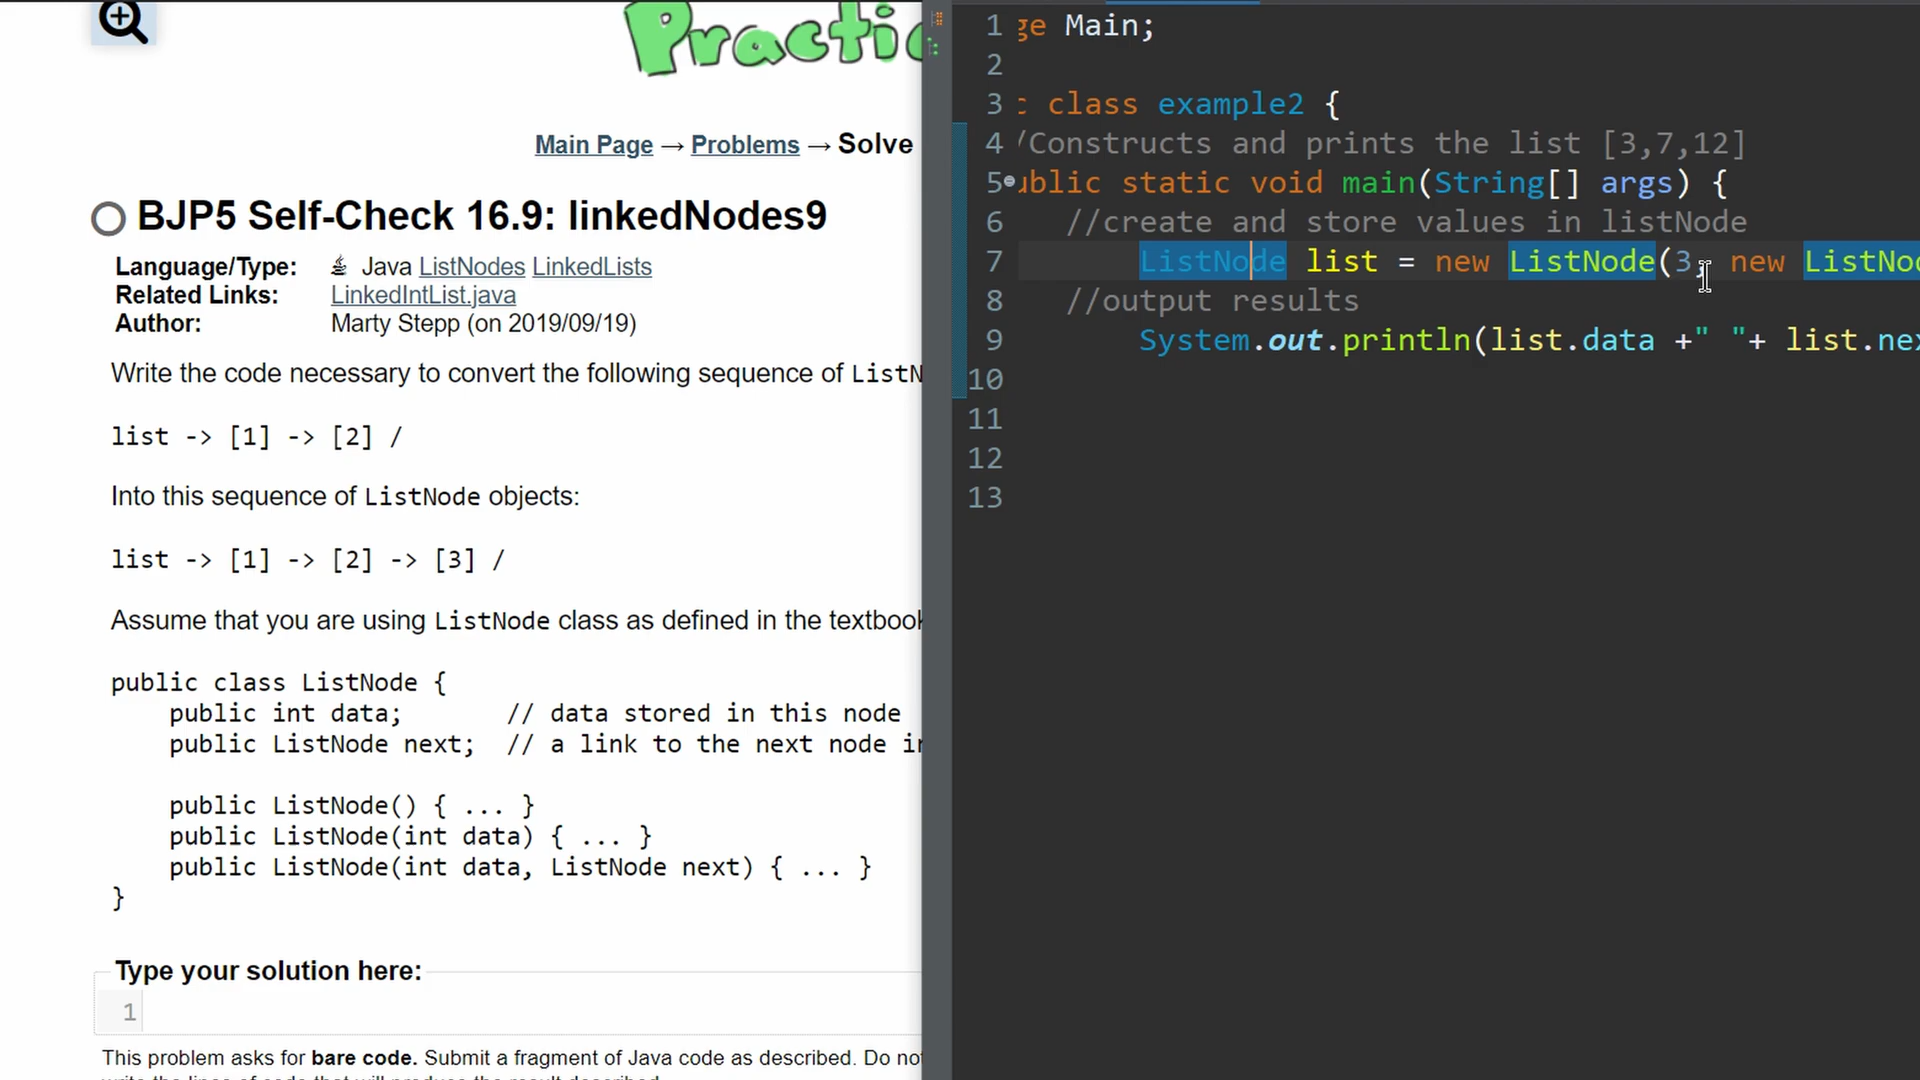 Main Page → Problems → Solve
BJP5 Self-Check 16.9: linkedNodes9
Language/Type: Java ListNodes LinkedLists
Related Links: LinkedIntList.java
Author: Marty Stepp (on 2019/09/19)
Write the code necessary to convert the following sequence of ListN
list -> [1] -> [2] /
Into this sequence of ListNode objects:
list -> [1] -> [2] -> [3] /
Assume that you are using ListNode class as defined in the textbook
public class ListNode {
public int data; // data stored in this node
public ListNode next; // a link to the next node in
public ListNode() { ... }
public ListNode(int data) { ... }
public ListNode(int data, ListNode next) { ... }
}
Type your solution here:
1
This problem asks for bare code. Submit a fragment of Java code as described. Do no
1 ge Main;
2
3 c class example2 {
4 /Constructs and prints the list [3,7,12]
5 ublic static void main(String[] args) {
6 //create and store values in listNode
7 ListNode list = new ListNode(3, new ListNod
8 //output results
9 System.out.println(list.data +" "+ list.nex
10
11
12
13